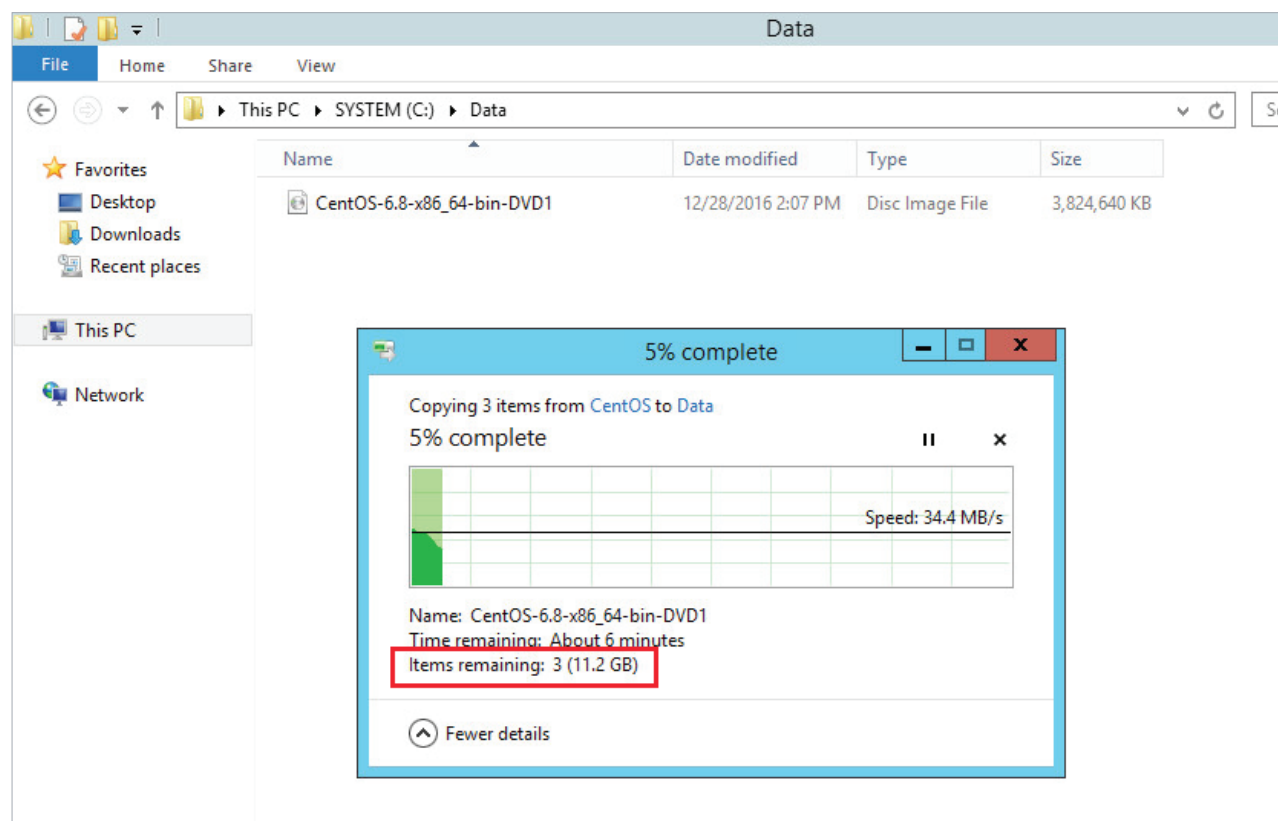 Data
File Home Share View
This PC SYSTEM (C:) Data
Name Date modified Type Size
Favorites
CentOS-6.8-x86_64-bin-DVD1 12/28/2016 2:07 PM Disc Image File 3,824,640 KB
Desktop
Downloads
Recent places
This PC
Network
5% complete
Copying 3 items from CentOS to Data
5% complete
Speed: 34.4 MB/s
Name: CentOS-6.8-x86_64-bin-DVD1
Time remaining: About 6 minutes
Items remaining: 3 (11.2 GB)
Fewer details